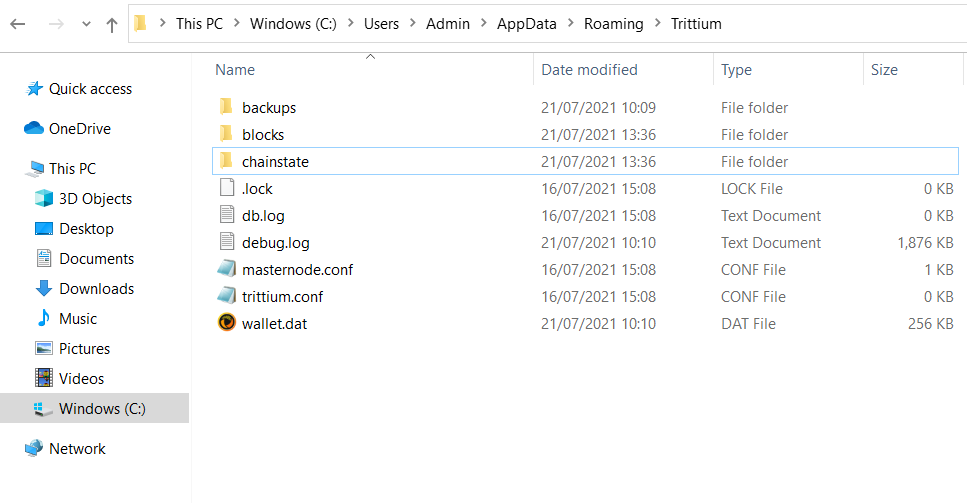 This PC Windows (C:) Users Admin AppData Roaming Trittium
Quick access
OneDrive
This PC
3D Objects
Desktop
Documents
Downloads
Music
Pictures
Videos
Windows (C:)
Network
Name Date modified Type Size
backups 21/07/2021 10:09 File folder
blocks 21/07/2021 13:36 File folder
chainstate 21/07/2021 13:36 File folder
.lock 16/07/2021 15:08 LOCK File 0 KB
db.log 16/07/2021 15:08 Text Document 0 KB
debug.log 21/07/2021 10:10 Text Document 1,876 KB
masternode.conf 16/07/2021 15:08 CONF File 1 KB
trittium.conf 16/07/2021 15:08 CONF File 0 KB
wallet.dat 21/07/2021 10:10 DAT File 256 KB